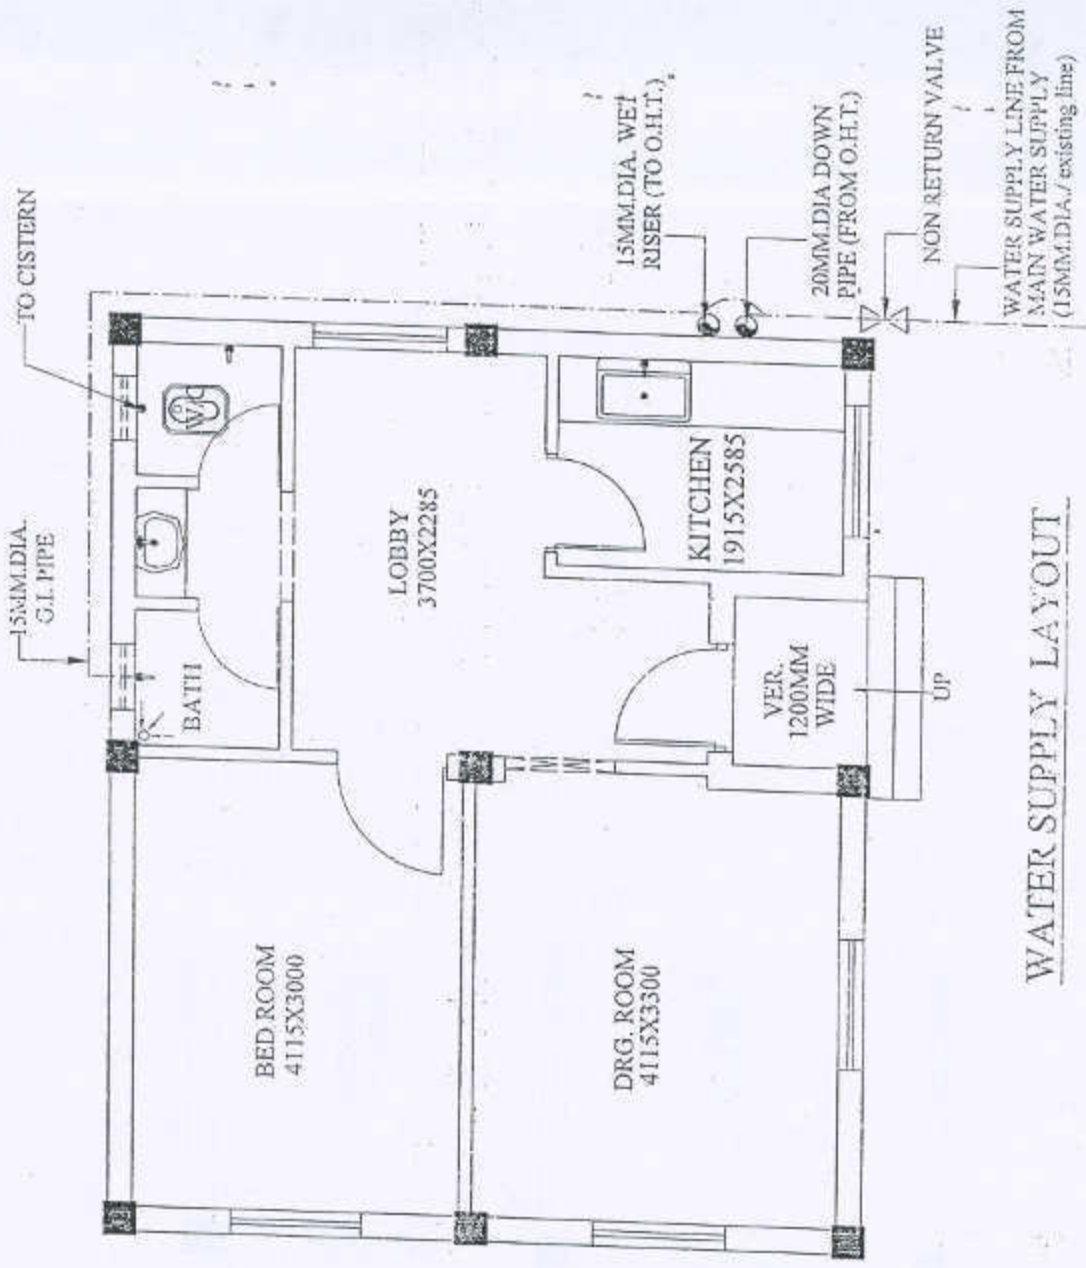 TO CISTERN
15MM.DIA.
G.I. PIPE
W.C
BATH
BED ROOM
4115X3000
LOBBY
3700X2285
15MM.DIA. WET
RISER (TO O.H.T.)
20MM.DIA DOWN
PIPE (FROM O.H.T.)
NON RETURN VALVE
WATER SUPPLY LINE FROM
MAIN WATER SUPPLY
(15MM.DIA./ existing line)
KITCHEN
1915X2585
DRG. ROOM
4115X3300
VER.
1200MM
WIDE
UP
WATER SUPPLY LAYOUT